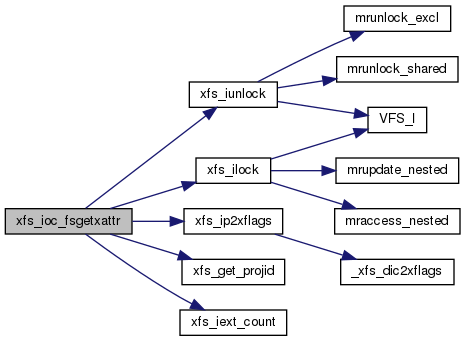 mrunlock_excl
mrunlock_shared
xfs_iunlock
VFS_I
xfs_ilock
mrupdate_nested
xfs_ioc_fsgetxattr
xfs_ip2xflags
mraccess_nested
xfs_get_projid
_xfs_dic2xflags
xfs_iext_count